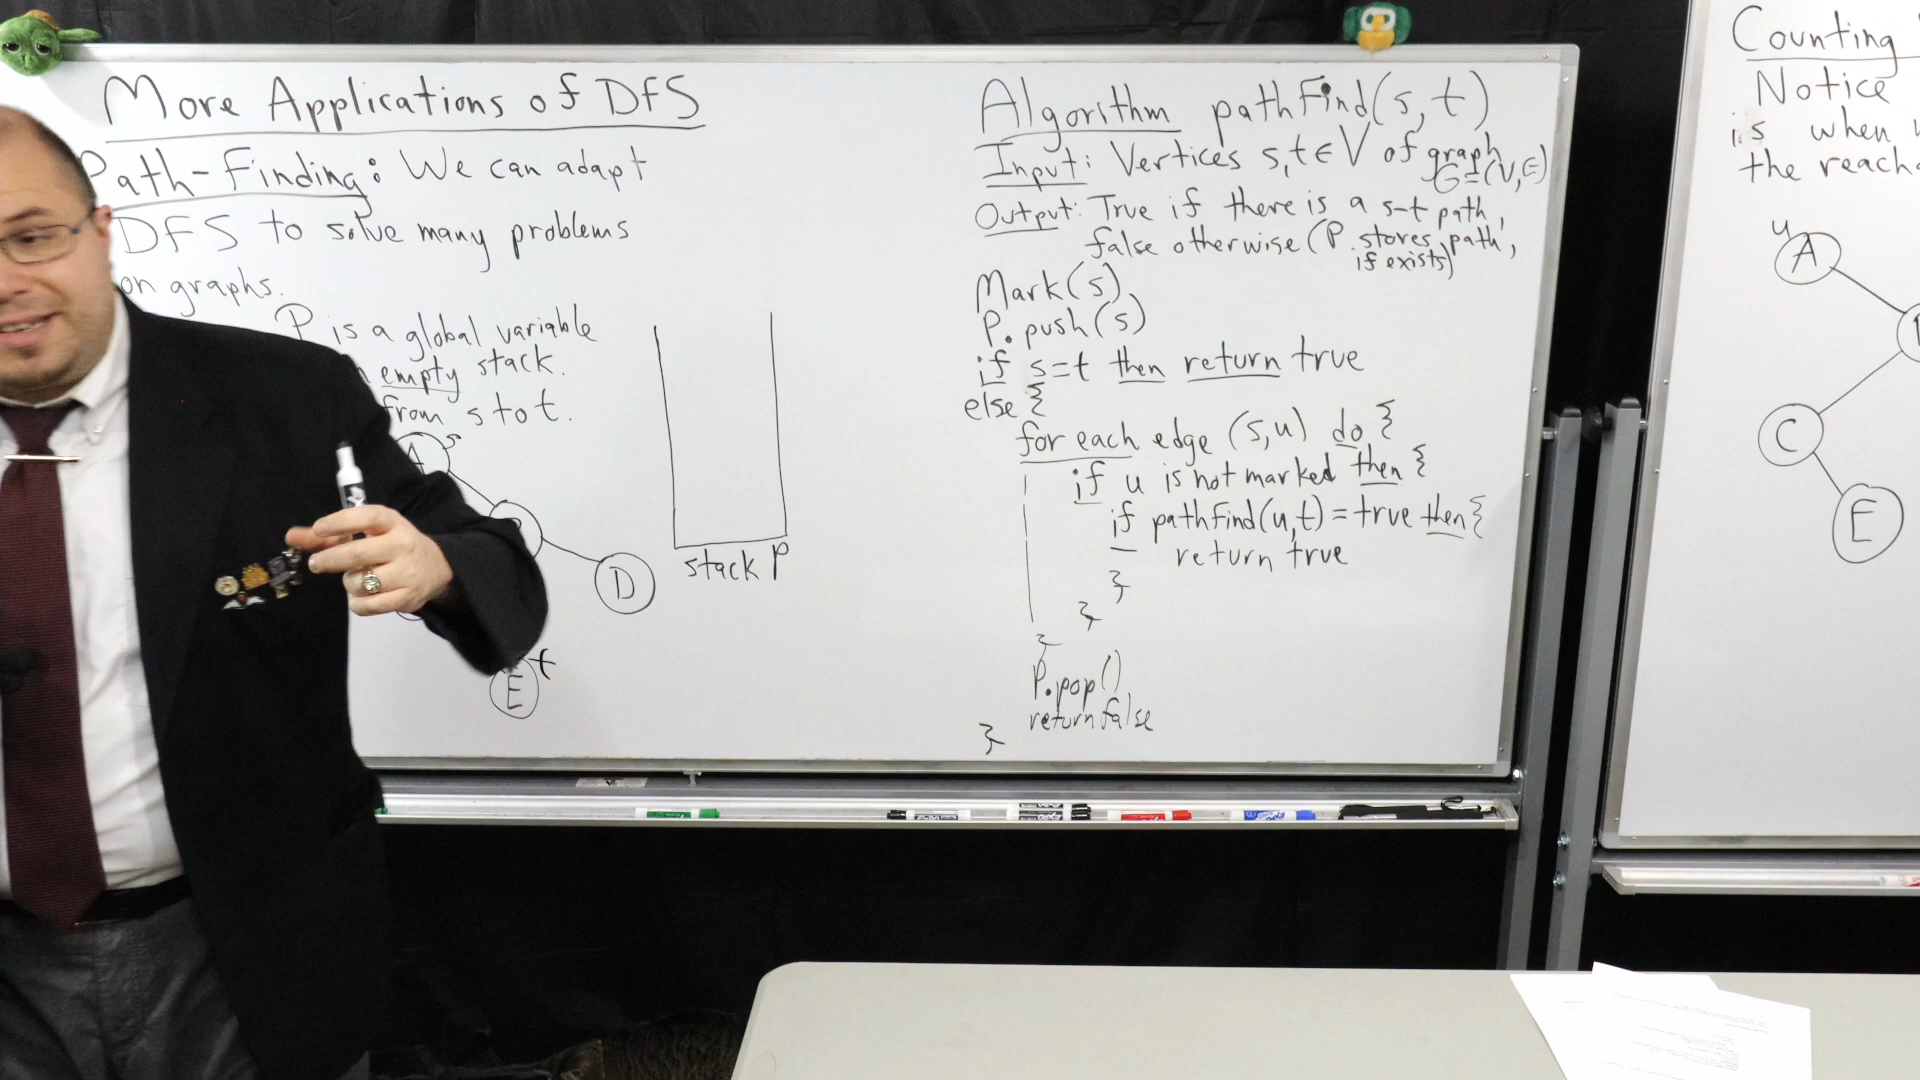 More Applications of DFS
Path-Finding: We can adapt
DFS to solve many problems
on graphs.
P is a global variable
empty stack.
from s to t.
A s
D
E t
stack P
Algorithm pathFind(s,t)
Input: Vertices s,t∈V of graph
G=(V,E)
Output: True if there is a s-t path,
false otherwise (P stores path,
if exists)
Mark(s)
P.push(s)
if s=t then return true
else {
for each edge (s,u) do {
if u is not marked then {
if pathFind(u,t)=true then {
return true
}
}
}
P.pop()
return false
}
Counting
Notice
is when
the reach
u
A
C
E